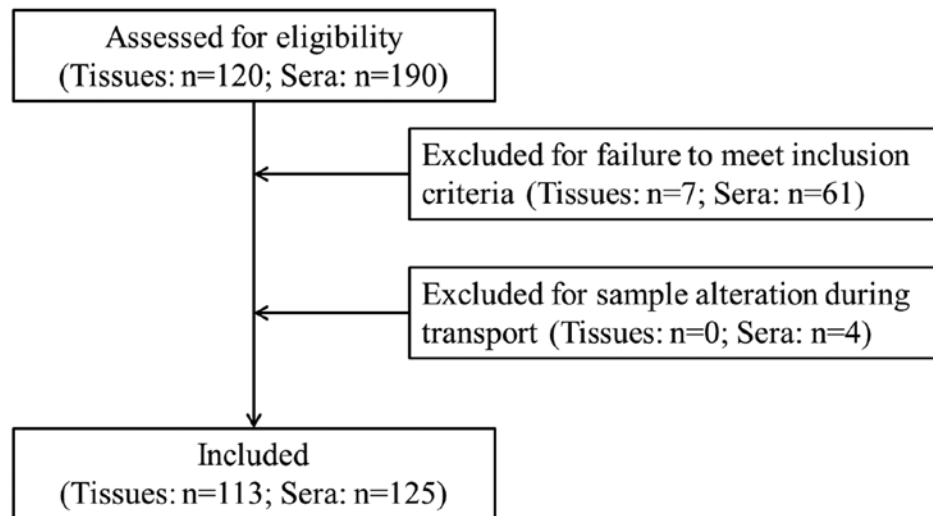 Assessed for eligibility
(Tissues: n=120; Sera: n=190)
Excluded for failure to meet inclusion
criteria (Tissues: n=7; Sera: n=61)
Excluded for sample alteration during
transport (Tissues: n=0; Sera: n=4)
Included
(Tissues: n=113; Sera: n=125)